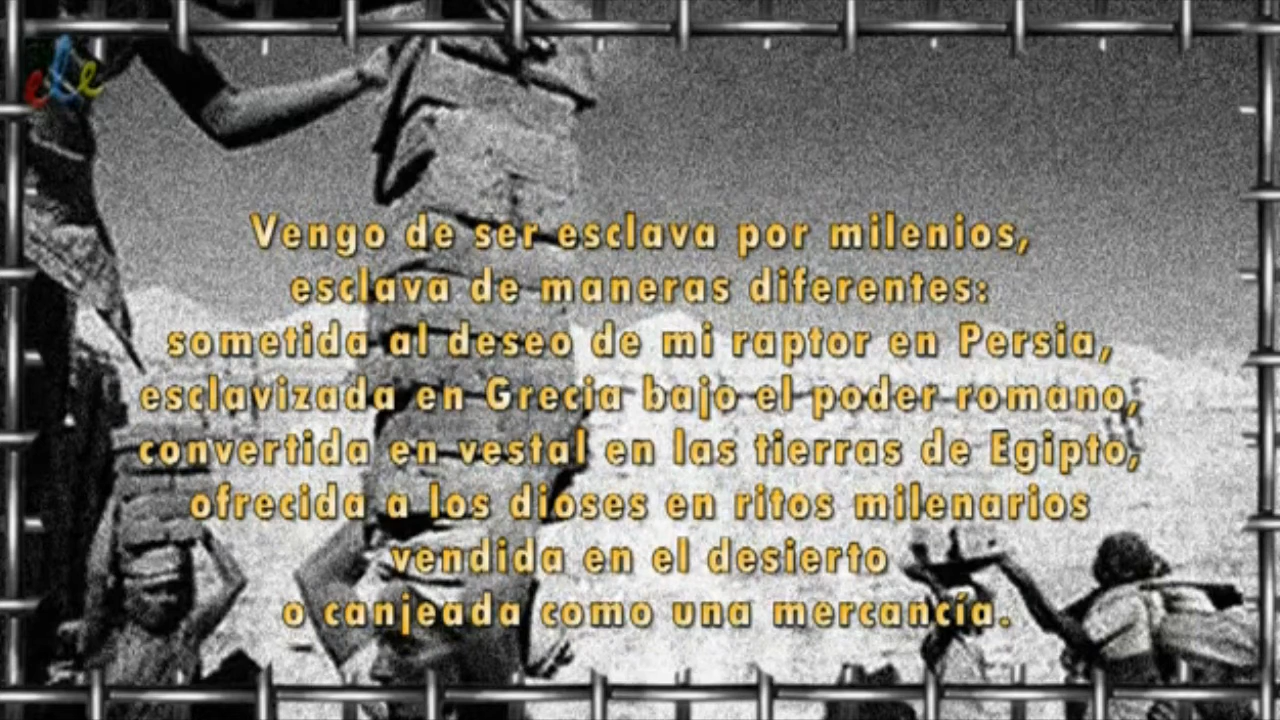 eLe
Vengo de ser esclava por milenios,
esclava de maneras diferentes:
sometida al deseo de mi raptor en Persia,
esclavizada en Grecia bajo el poder romano,
convertida en vestal en las tierras de Egipto,
ofrecida a los dioses en ritos milenarios
vendida en el desierto
o canjeada como una mercancía.